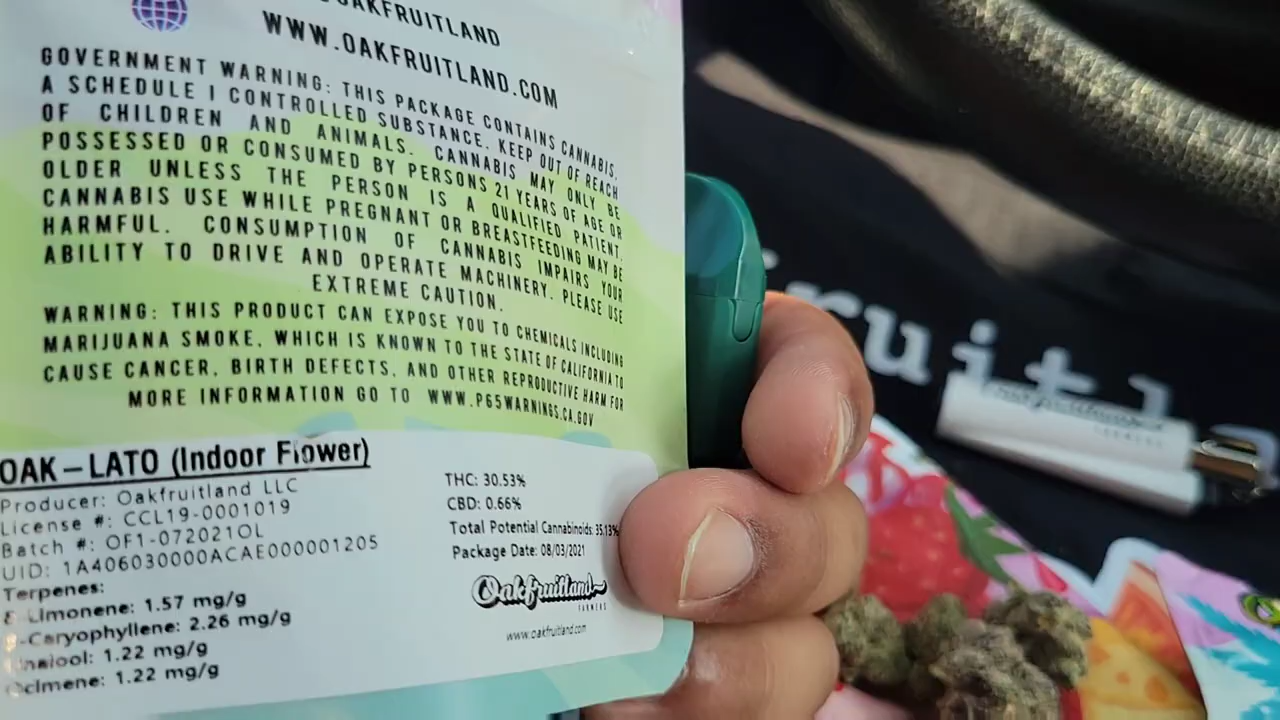 OAKFRUITLAND
WWW.OAKFRUITLAND.COM
GOVERNMENT WARNING: THIS PACKAGE CONTAINS CANNABIS,
A SCHEDULE I CONTROLLED SUBSTANCE. KEEP OUT OF REACH
OF CHILDREN AND ANIMALS. CANNABIS MAY ONLY BE
POSSESSED OR CONSUMED BY PERSONS 21 YEARS OF AGE OR
OLDER UNLESS THE PERSON IS A QUALIFIED PATIENT.
CANNABIS USE WHILE PREGNANT OR BREASTFEEDING MAY BE
HARMFUL. CONSUMPTION OF CANNABIS IMPAIRS YOUR
ABILITY TO DRIVE AND OPERATE MACHINERY. PLEASE USE
EXTREME CAUTION.
WARNING: THIS PRODUCT CAN EXPOSE YOU TO CHEMICALS INCLUDING
MARIJUANA SMOKE, WHICH IS KNOWN TO THE STATE OF CALIFORNIA TO
CAUSE CANCER, BIRTH DEFECTS, AND OTHER REPRODUCTIVE HARM FOR
MORE INFORMATION GO TO WWW.P65WARNINGS.CA.GOV
OAK-LATO (Indoor Flower)
Producer: Oakfruitland LLC
License #: CCL19-0001019
Batch #: OF1-072021OL
UID: 1A406030000ACAE000001205
Terpenes:
Limonene: 1.57 mg/g
-Caryophyllene: 2.26 mg/g
Linalool: 1.22 mg/g
Ocimene: 1.22 mg/g
THC: 30.53%
CBD: 0.66%
Total Potential Cannabinoids: 35.13%
Package Date: 08/03/2021
Oakfruitland
FARMERS
www.oakfruitland.com
fruitl